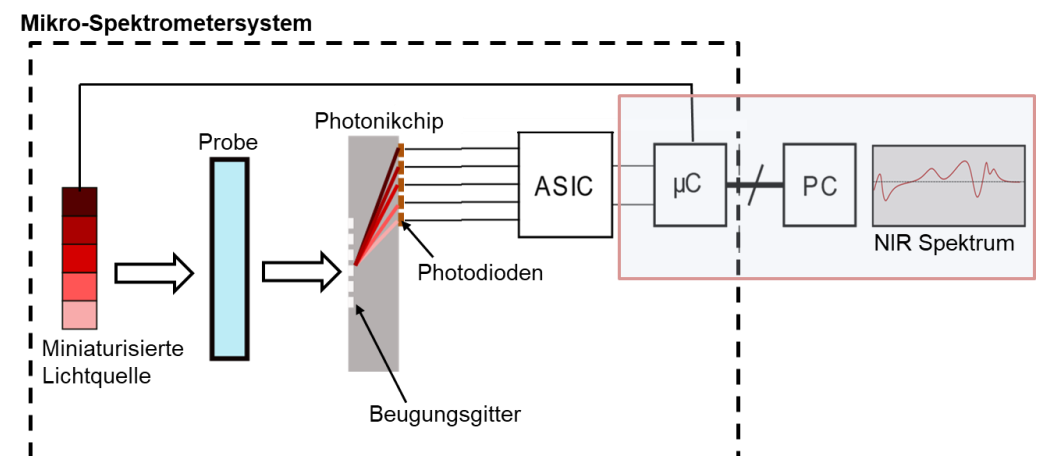 Mikro-Spektrometersystem
Photonikchip
Probe
ASIC
µC
PC
NIR Spektrum
Photodioden
Miniaturisierte
Lichtquelle
Beugungsgitter